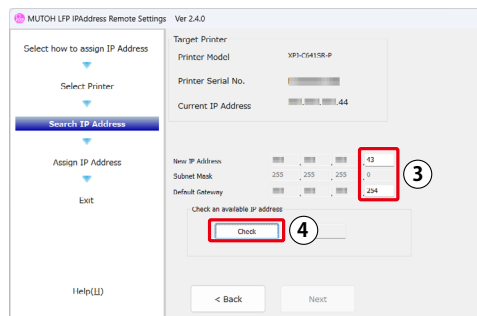 MUTOH LFP IPAddress Remote Settings Ver 2.4.0
Select how to assign IP Address
Select Printer
Search IP Address
Assign IP Address
Exit
Help(H)
Target Printer
Printer Model XPJ-C641SR-P
Printer Serial No.
Current IP Address .44
New IP Address . . . 43
Subnet Mask 255 . 255 . 255 . 0
Default Gateway . . . 254
3
Check an available IP address
Check
4
< Back Next